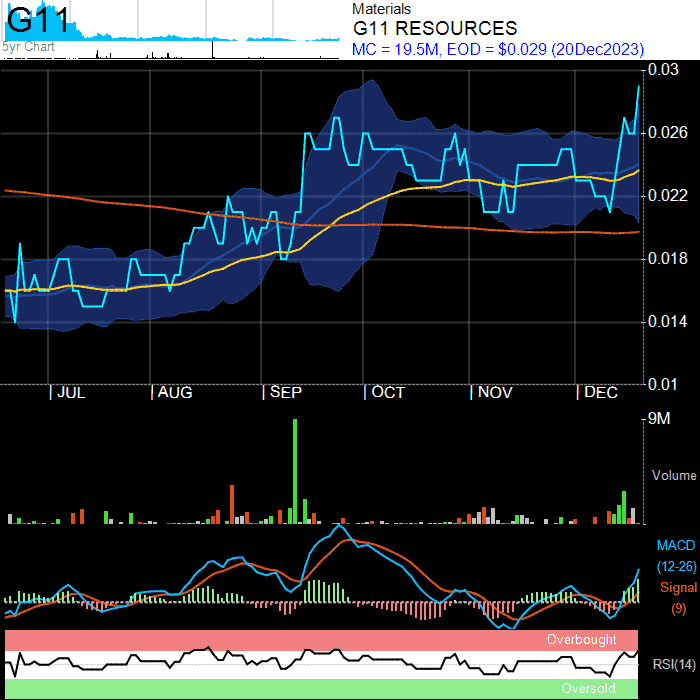 G11
5yr Chart
Materials
G11 RESOURCES
MC = 19.5M, EOD = $0.029 (20Dec2023)
0.03
0.026
0.022
0.018
0.014
0.01
JUL AUG SEP OCT NOV DEC
9M
Volume
MACD
(12-26)
Signal
(9)
Overbought
RSI(14)
Oversold